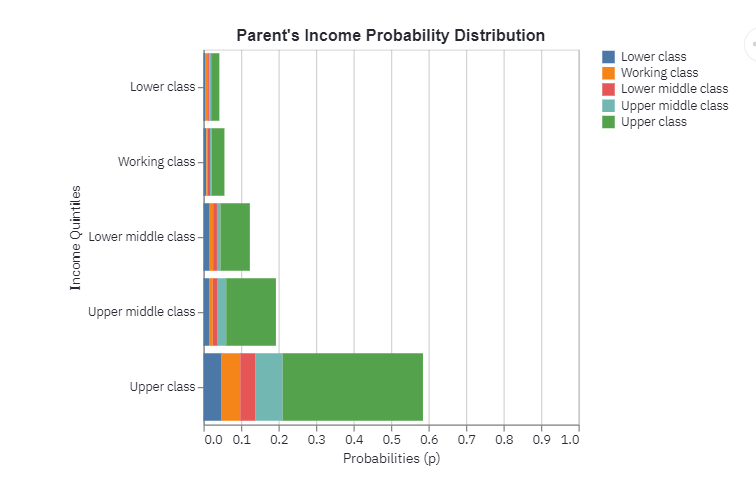 Parent's Income Probability Distribution
Lower class
Working class
Lower middle class
Upper middle class
Upper class
Income Quintiles
Lower class
Working class
Lower middle class
Upper middle class
Upper class
0.0 0.1 0.2 0.3 0.4 0.5 0.6 0.7 0.8 0.9 1.0
Probabilities (p)